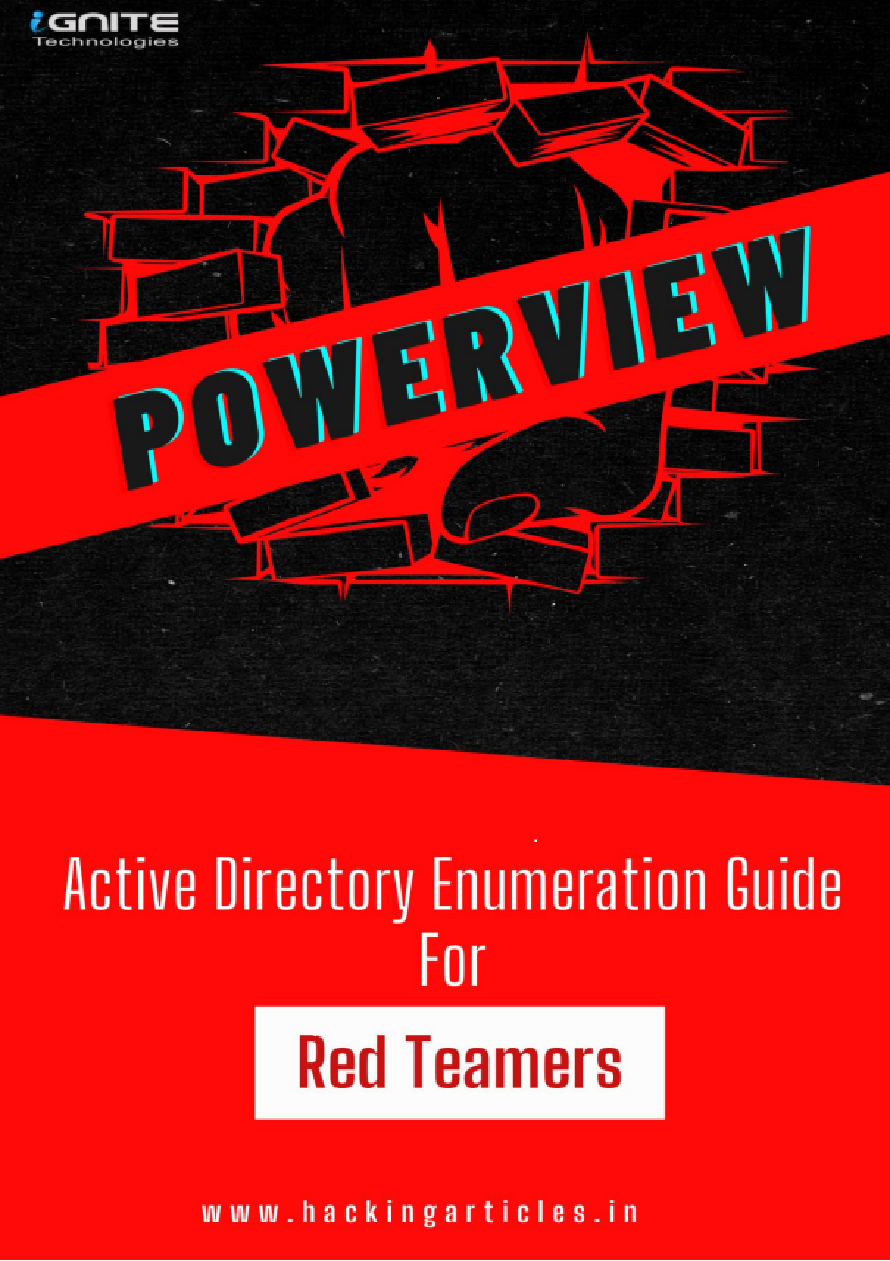 iGNITE
Technologies
POWERVIEW
Active Directory Enumeration Guide
For
Red Teamers
www.hackingarticles.in